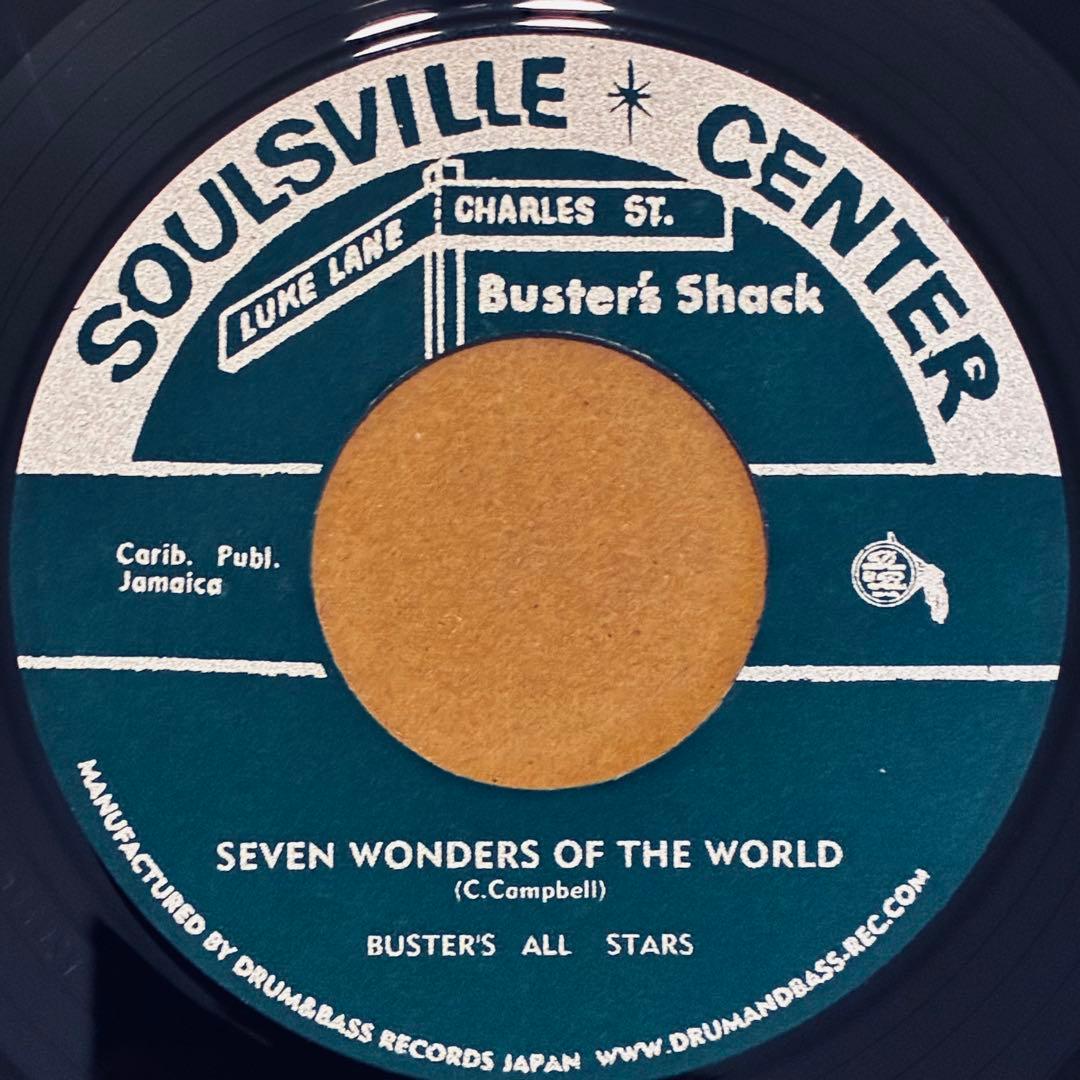 SOULSVILLE CENTER
LUKE LANE
CHARLES ST.
Buster's Shack
Carib. Publ.
Jamaica
SEVEN WONDERS OF THE WORLD
(C.Campbell)
BUSTER'S ALL STARS
MANUFACTURED BY DRUM&BASS RECORDS JAPAN WWW.DRUMANDBASS-REC.COM